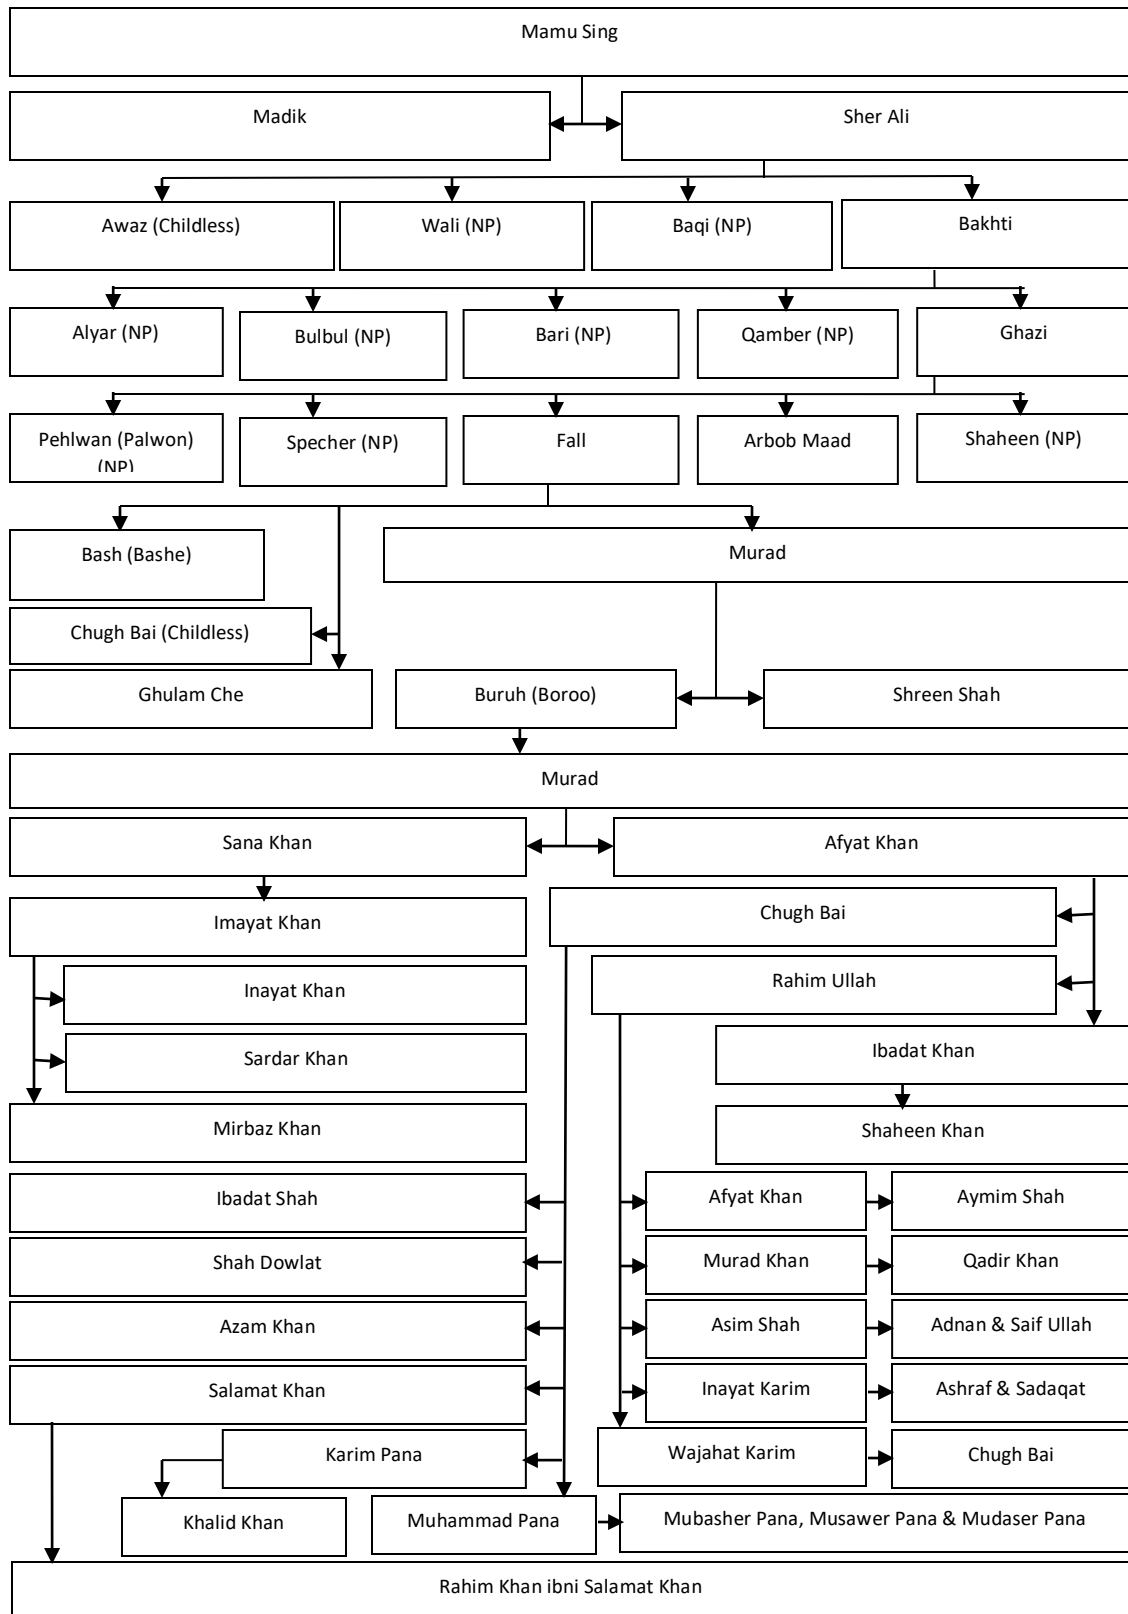 Mamu Sing
Madik
Sher Ali
Awaz (Childless)
Wali (NP)
Baqi (NP)
Bakhti
Alyar (NP)
Bulbul (NP)
Bari (NP)
Qamber (NP)
Ghazi
Pehlwan (Palwon)
(NP)
Specher (NP)
Fall
Arbob Maad
Shaheen (NP)
Bash (Bashe)
Murad
Chugh Bai (Childless)
Ghulam Che
Buruh (Boroo)
Shreen Shah
Murad
Sana Khan
Afyat Khan
Imayat Khan
Chugh Bai
Inayat Khan
Rahim Ullah
Sardar Khan
Ibadat Khan
Mirbaz Khan
Shaheen Khan
Ibadat Shah
Afyat Khan
Aymim Shah
Shah Dowlat
Murad Khan
Qadir Khan
Azam Khan
Asim Shah
Adnan & Saif Ullah
Salamat Khan
Inayat Karim
Ashraf & Sadaqat
Karim Pana
Wajahat Karim
Chugh Bai
Khalid Khan
Muhammad Pana
Mubasher Pana, Musawer Pana & Mudaser Pana
Rahim Khan ibni Salamat Khan